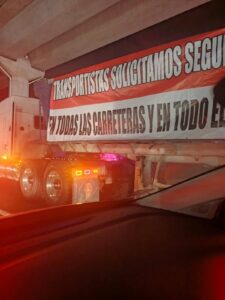 TRANSPORTISTAS SOLICITAMOS SEGU
EN TODAS LAS CARRETERAS Y EN TODO EL